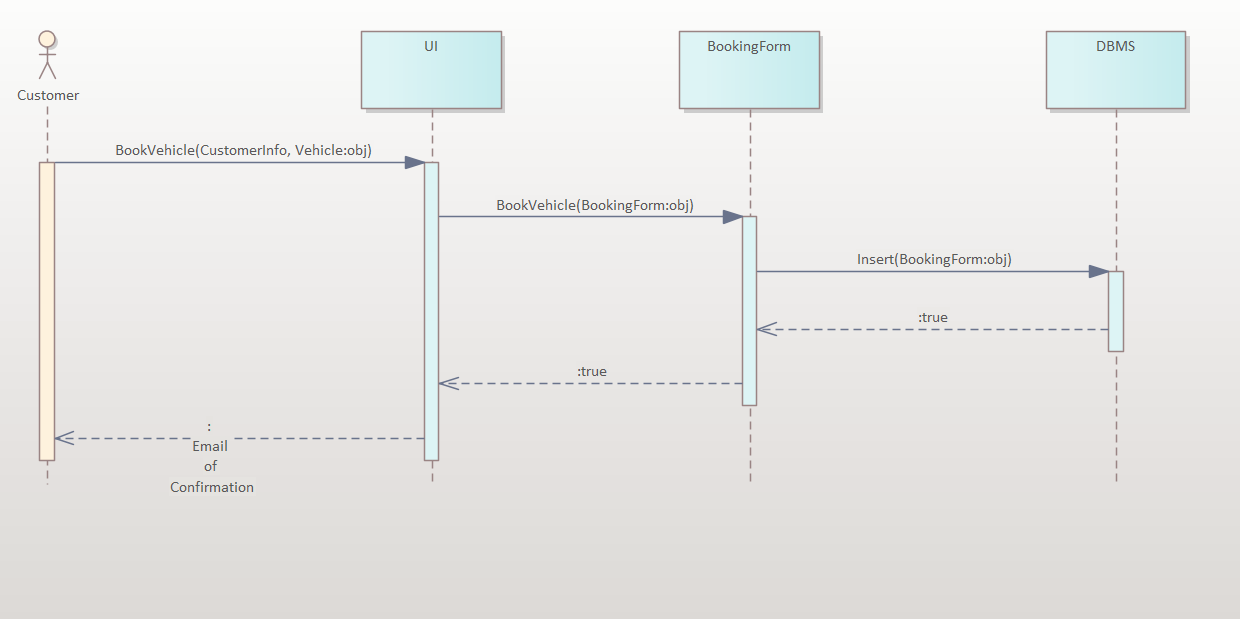 UI
BookingForm
DBMS
Customer
BookVehicle(CustomerInfo, Vehicle:obj)
BookVehicle(BookingForm:obj)
Insert(BookingForm:obj)
:true
:true
:
Email
of
Confirmation